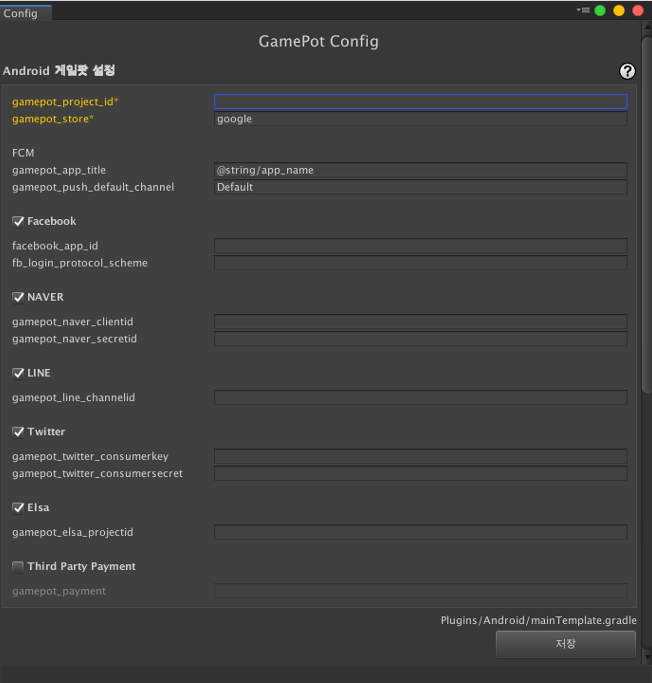 Config
GamePot Config
Android 게임팟 설정
?
gamepot_project_id*
gamepot_store* google
FCM
gamepot_app_title @string/app_name
gamepot_push_default_channel Default
Facebook
facebook_app_id
fb_login_protocol_scheme
NAVER
gamepot_naver_clientid
gamepot_naver_secretid
LINE
gamepot_line_channelid
Twitter
gamepot_twitter_consumerkey
gamepot_twitter_consumersecret
Elsa
gamepot_elsa_projectid
Third Party Payment
gamepot_payment
Plugins/Android/mainTemplate.gradle
저장